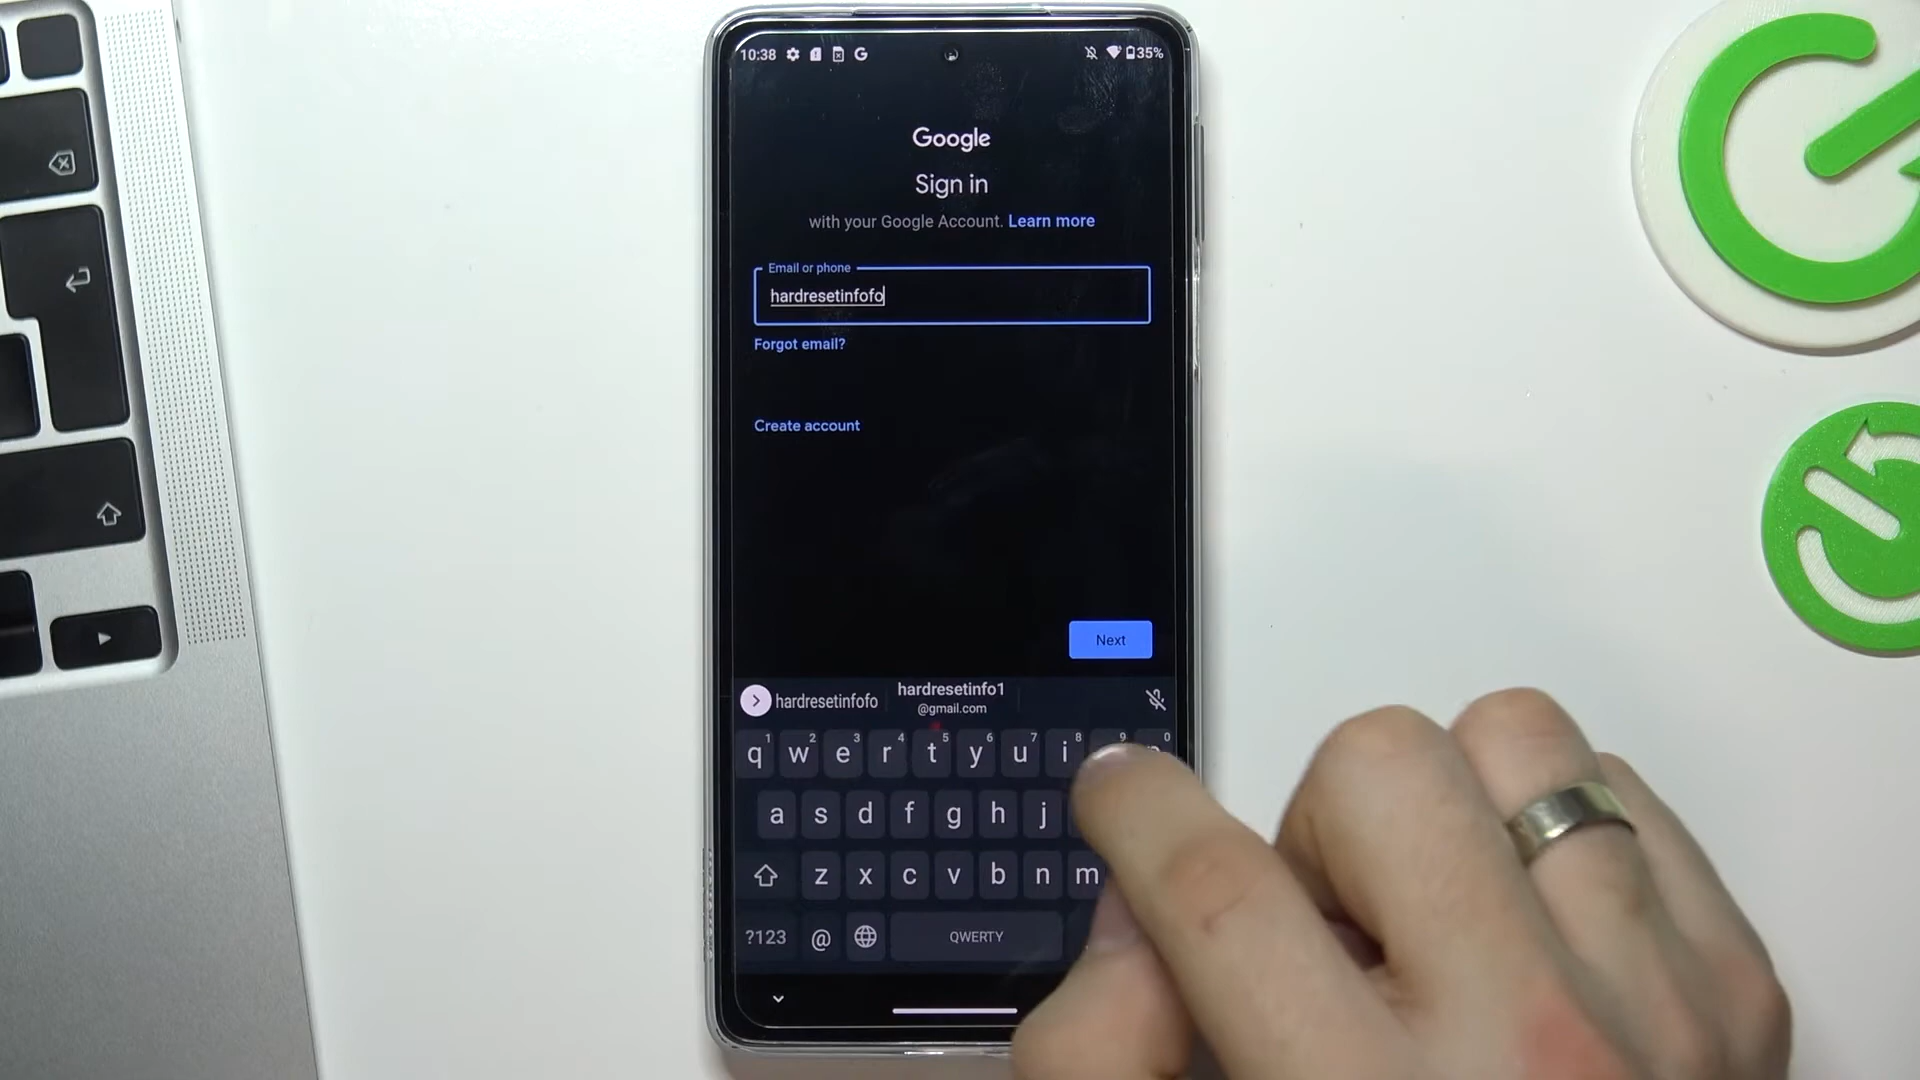 10:38 G 35%
Google
Sign in
with your Google Account. Learn more
Email or phone
hardresetinfofo
Forgot email?
Create account
Next
hardresetinfofo hardresetinfo1
@gmail.com
1 2 3 4 5 6 7 8 9 0
q w e r t y u i
a s d f g h j
z x c v b n m
?123 @ QWERTY